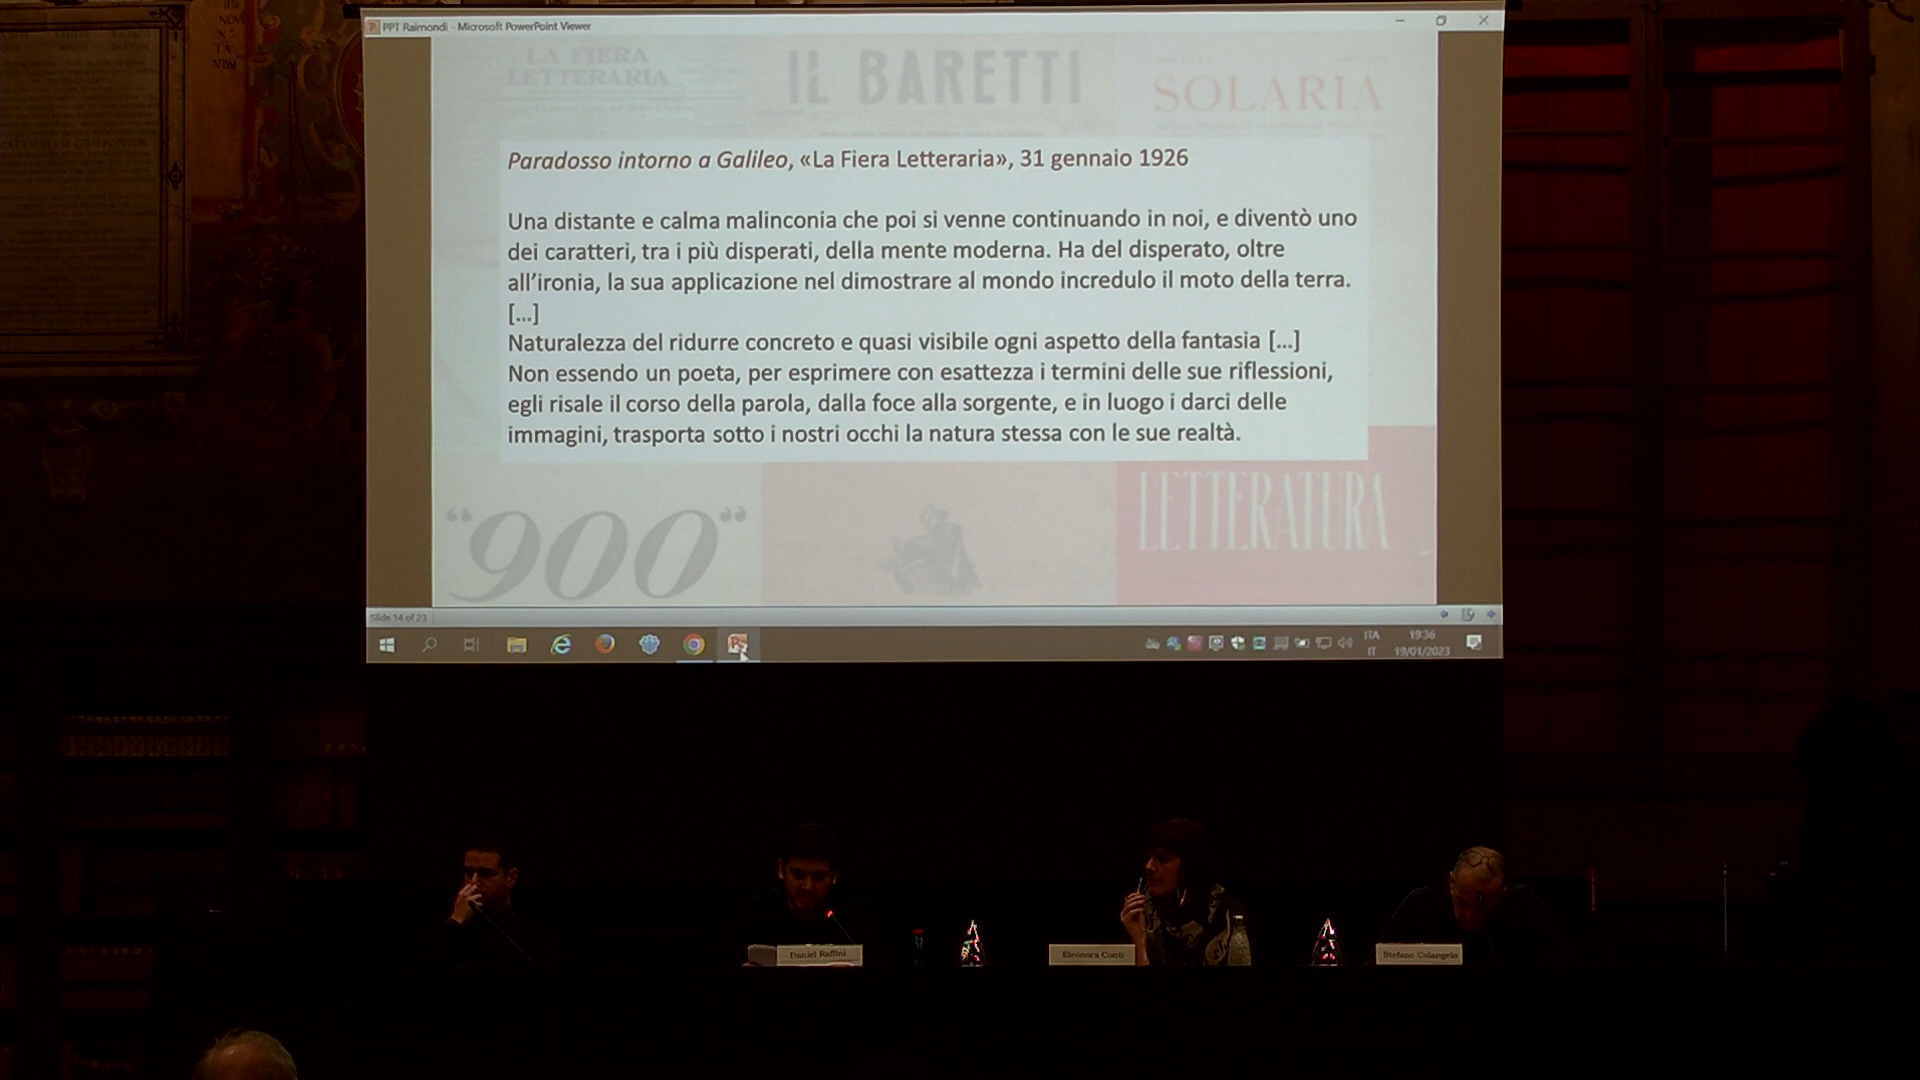 PPT Raimondi - Microsoft PowerPoint Viewer
LA FIERA
LETTERARIA
IL BARETTI
SOLARIA
Paradosso intorno a Galileo, «La Fiera Letteraria», 31 gennaio 1926
Una distante e calma malinconia che poi si venne continuando in noi, e diventò uno
dei caratteri, tra i più disperati, della mente moderna. Ha del disperato, oltre
all’ironia, la sua applicazione nel dimostrare al mondo incredulo il moto della terra.
[...]
Naturalezza del ridurre concreto e quasi visibile ogni aspetto della fantasia [...]
Non essendo un poeta, per esprimere con esattezza i termini delle sue riflessioni,
egli risale il corso della parola, dalla foce alla sorgente, e in luogo i darci delle
immagini, trasporta sotto i nostri occhi la natura stessa con le sue realtà.
“900”
LETTERATURA
Slide 14 of 23
ITA
IT
19:36
19/01/2023
Daniel Raffini
Eleonora Conti
Stefano Colangelo